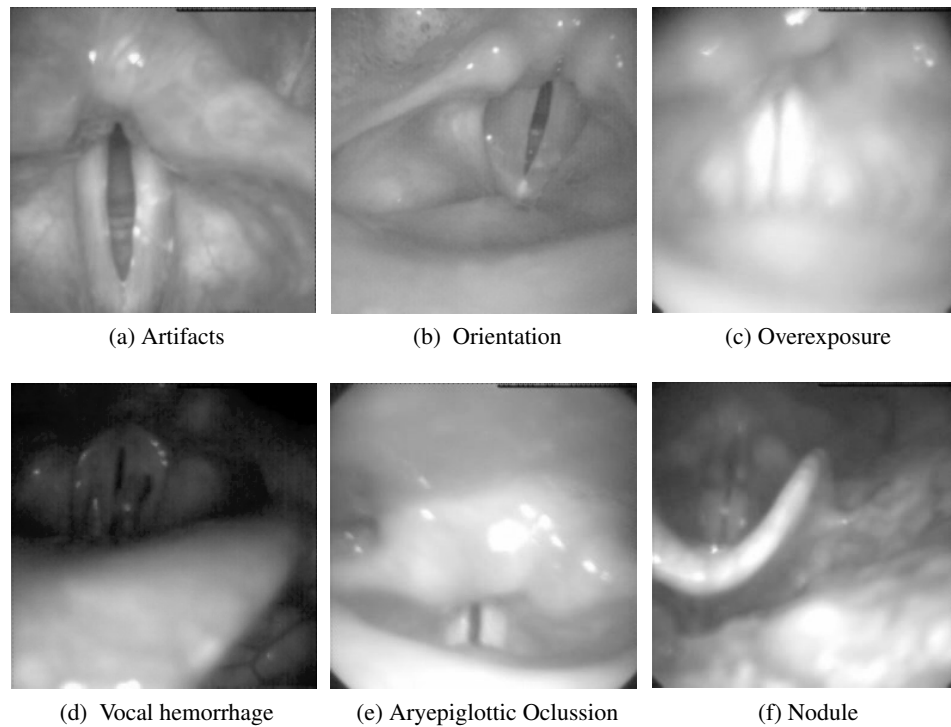 (a) Artifacts
(b) Orientation
(c) Overexposure
(d) Vocal hemorrhage
(e) Aryepiglottic Oclussion
(f) Nodule